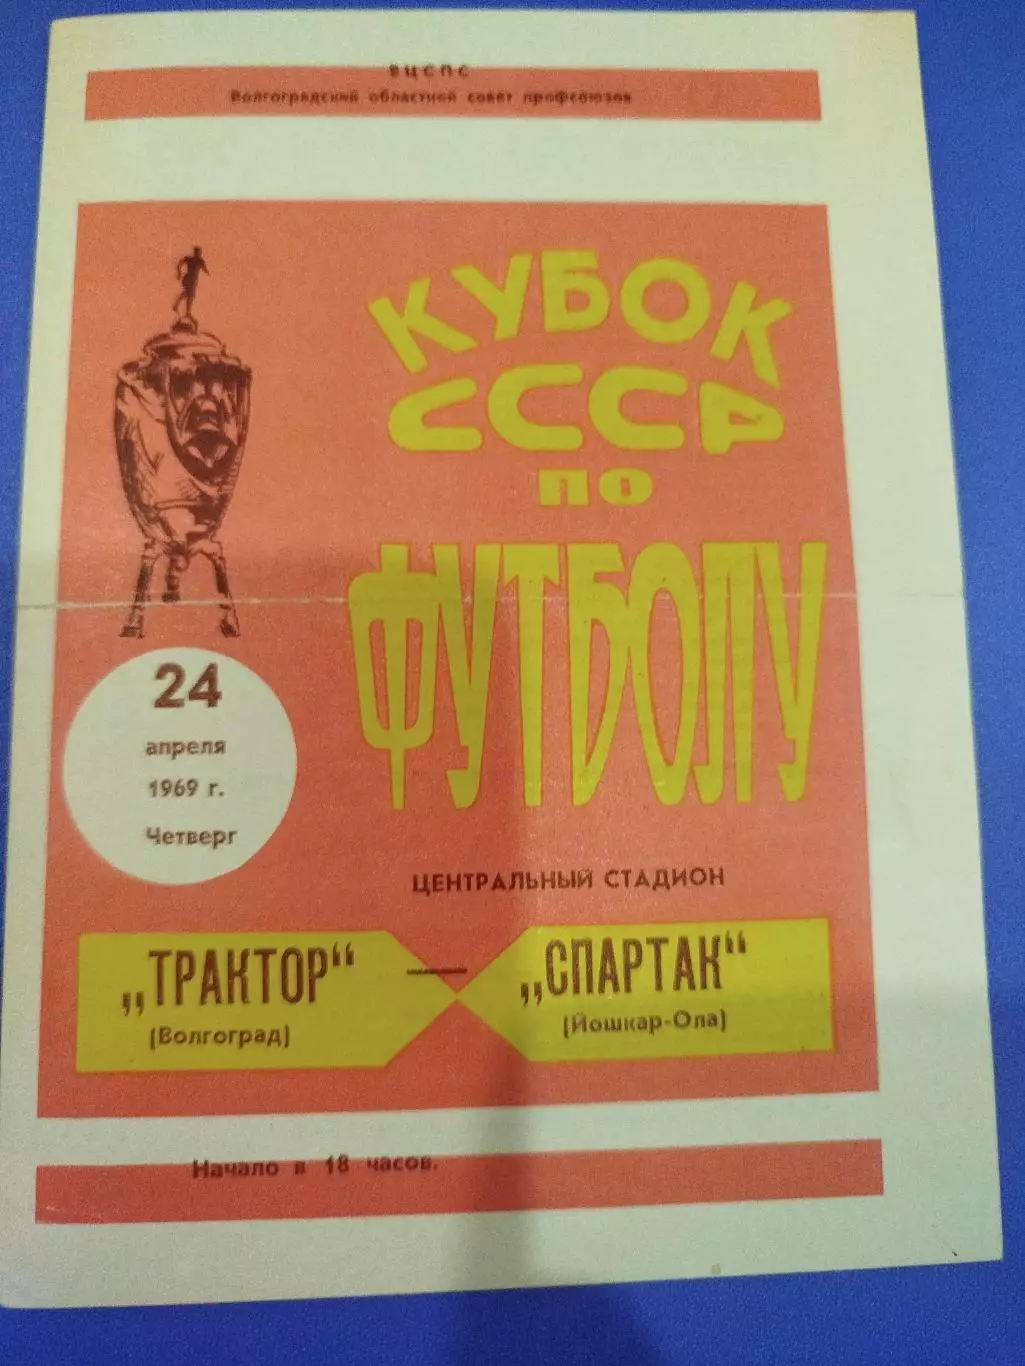 ВЦСПС
Волгоградский областной совет профсоюзов
КУБОК
СССР
ПО
ФУТБОЛУ
24
апреля
1969 г.
Четверг
ЦЕНТРАЛЬНЫЙ СТАДИОН
„ТРАКТОР“ — „СПАРТАК“
(Волгоград) (Йошкар-Ола)
Начало в 18 часов.